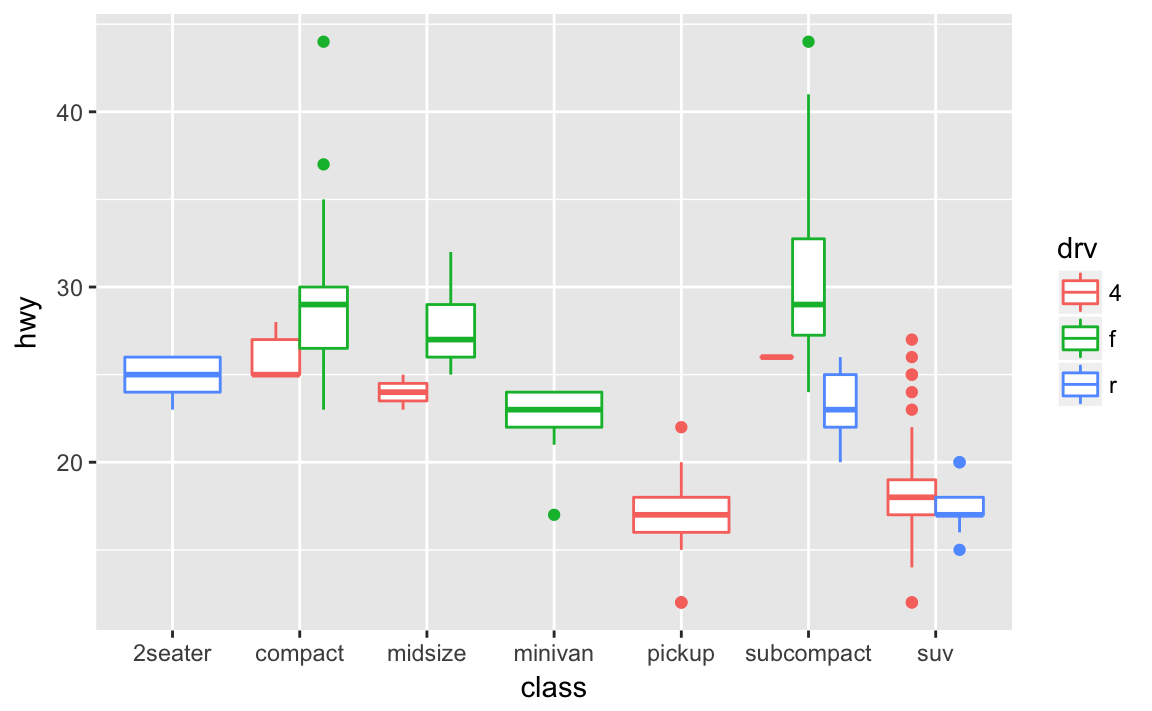 hwy
40
30
20
2seater compact midsize minivan pickup subcompact suv
class
drv
4
f
r